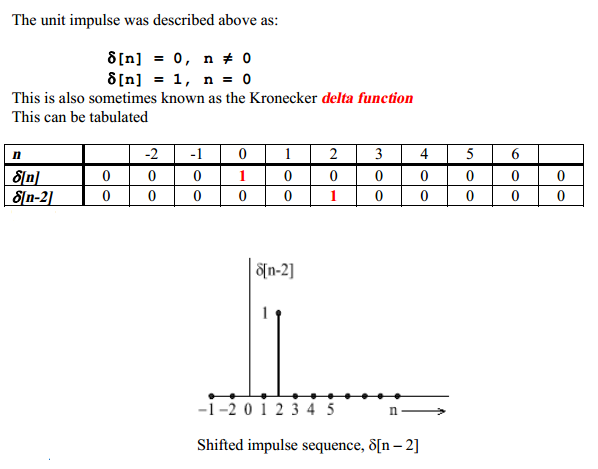 The unit impulse was described above as:
δ[n] = 0, n ≠ 0
δ[n] = 1, n = 0
This is also sometimes known as the Kronecker delta function
This can be tabulated
n -2 -1 0 1 2 3 4 5 6
δ[n] 0 0 0 1 0 0 0 0 0 0 0
δ[n-2] 0 0 0 0 0 1 0 0 0 0 0
δ[n-2]
1
-1 -2 0 1 2 3 4 5 n
Shifted impulse sequence, δ[n – 2]